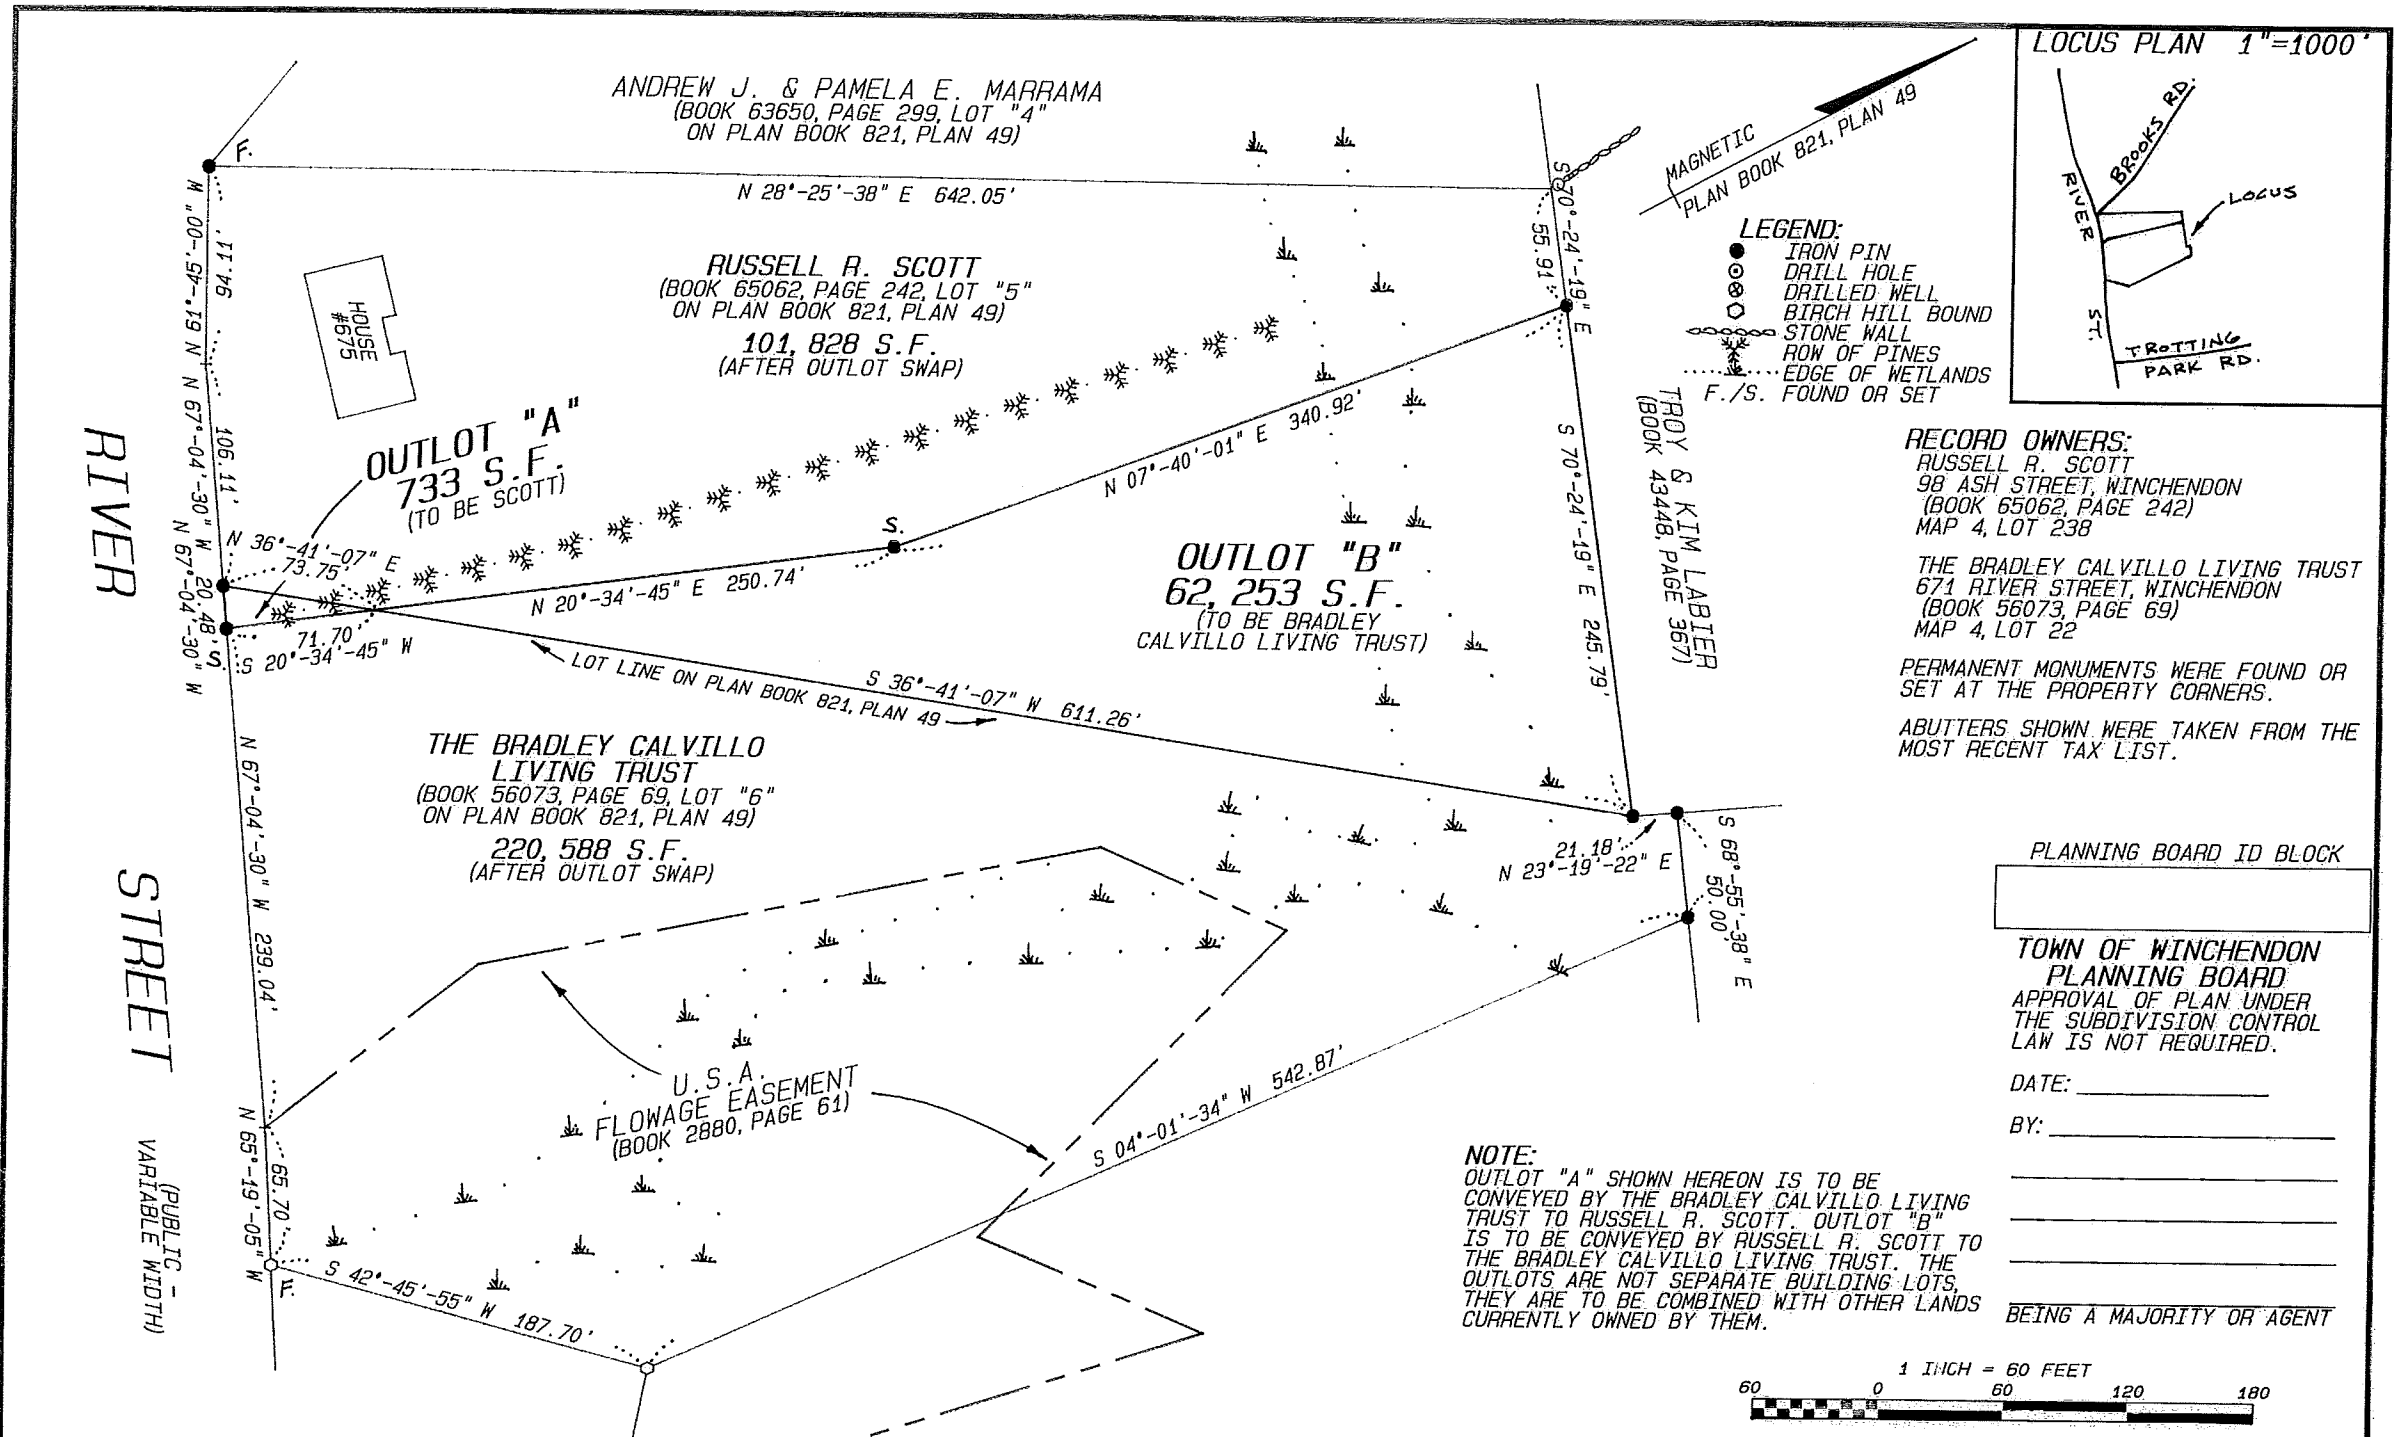 ANDREW J. & PAMELA E. MARRAMA
(BOOK 63650, PAGE 299, LOT "4"
ON PLAN BOOK 821, PLAN 49)
F.
N 28°-25'-38" E 642.05'
N 61°-54'-00" W
94.11'
HOUSE
#675
RUSSELL R. SCOTT
(BOOK 65062, PAGE 242, LOT "5"
ON PLAN BOOK 821, PLAN 49)
101,828 S.F.
(AFTER OUTLOT SWAP)
S 70°-24'-19" E
55.91'
MAGNETIC
PLAN BOOK 821, PLAN 49
LEGEND:
IRON PIN
DRILL HOLE
DRILLED WELL
BIRCH HILL BOUND
STONE WALL
ROW OF PINES
EDGE OF WETLANDS
F./S. FOUND OR SET
LOCUS PLAN 1"=1000'
BROOKS RD.
RIVER
ST.
LOCUS
TROTTING
PARK RD.
OUTLOT "A"
733 S.F.
(TO BE SCOTT)
N 67°-04'-30" W
106.11'
N 36°-41'-07" E
73.75'
20.48'
N 67°-04'-30" W
71.70'
S 20°-34'-45" W
S.
N 20°-34'-45" E 250.74'
S.
N 07°-40'-01" E 340.92'
OUTLOT "B"
62,253 S.F.
(TO BE BRADLEY
CALVILLO LIVING TRUST)
S 70°-24'-19" E 245.79'
TROY & KIM LABIER
(BOOK 43448, PAGE 367)
LOT LINE ON PLAN BOOK 821, PLAN 49
S 36°-41'-07" W 611.26'
RIVER
STREET
(PUBLIC -
VARIABLE WIDTH)
THE BRADLEY CALVILLO
LIVING TRUST
(BOOK 56073, PAGE 69, LOT "6"
ON PLAN BOOK 821, PLAN 49)
220,588 S.F.
(AFTER OUTLOT SWAP)
N 67°-04'-30" W 239.04'
21.18'
N 23°-19'-22" E
S 68°-55'-38" E
50.00'
U.S.A.
FLOWAGE EASEMENT
(BOOK 2880, PAGE 61)
S 04°-01'-34" W 542.87'
N 65°-19'-05" W
65.70'
F.
S 42°-45'-55" W 187.70'
RECORD OWNERS:
RUSSELL R. SCOTT
98 ASH STREET, WINCHENDON
(BOOK 65062, PAGE 242)
MAP 4, LOT 238
THE BRADLEY CALVILLO LIVING TRUST
671 RIVER STREET, WINCHENDON
(BOOK 56073, PAGE 69)
MAP 4, LOT 22
PERMANENT MONUMENTS WERE FOUND OR
SET AT THE PROPERTY CORNERS.
ABUTTERS SHOWN WERE TAKEN FROM THE
MOST RECENT TAX LIST.
PLANNING BOARD ID BLOCK
TOWN OF WINCHENDON
PLANNING BOARD
APPROVAL OF PLAN UNDER
THE SUBDIVISION CONTROL
LAW IS NOT REQUIRED.
DATE:
BY:
BEING A MAJORITY OR AGENT
NOTE:
OUTLOT "A" SHOWN HEREON IS TO BE
CONVEYED BY THE BRADLEY CALVILLO LIVING
TRUST TO RUSSELL R. SCOTT. OUTLOT "B"
IS TO BE CONVEYED BY RUSSELL R. SCOTT TO
THE BRADLEY CALVILLO LIVING TRUST. THE
OUTLOTS ARE NOT SEPARATE BUILDING LOTS,
THEY ARE TO BE COMBINED WITH OTHER LANDS
CURRENTLY OWNED BY THEM.
1 INCH = 60 FEET
60 0 60 120 180